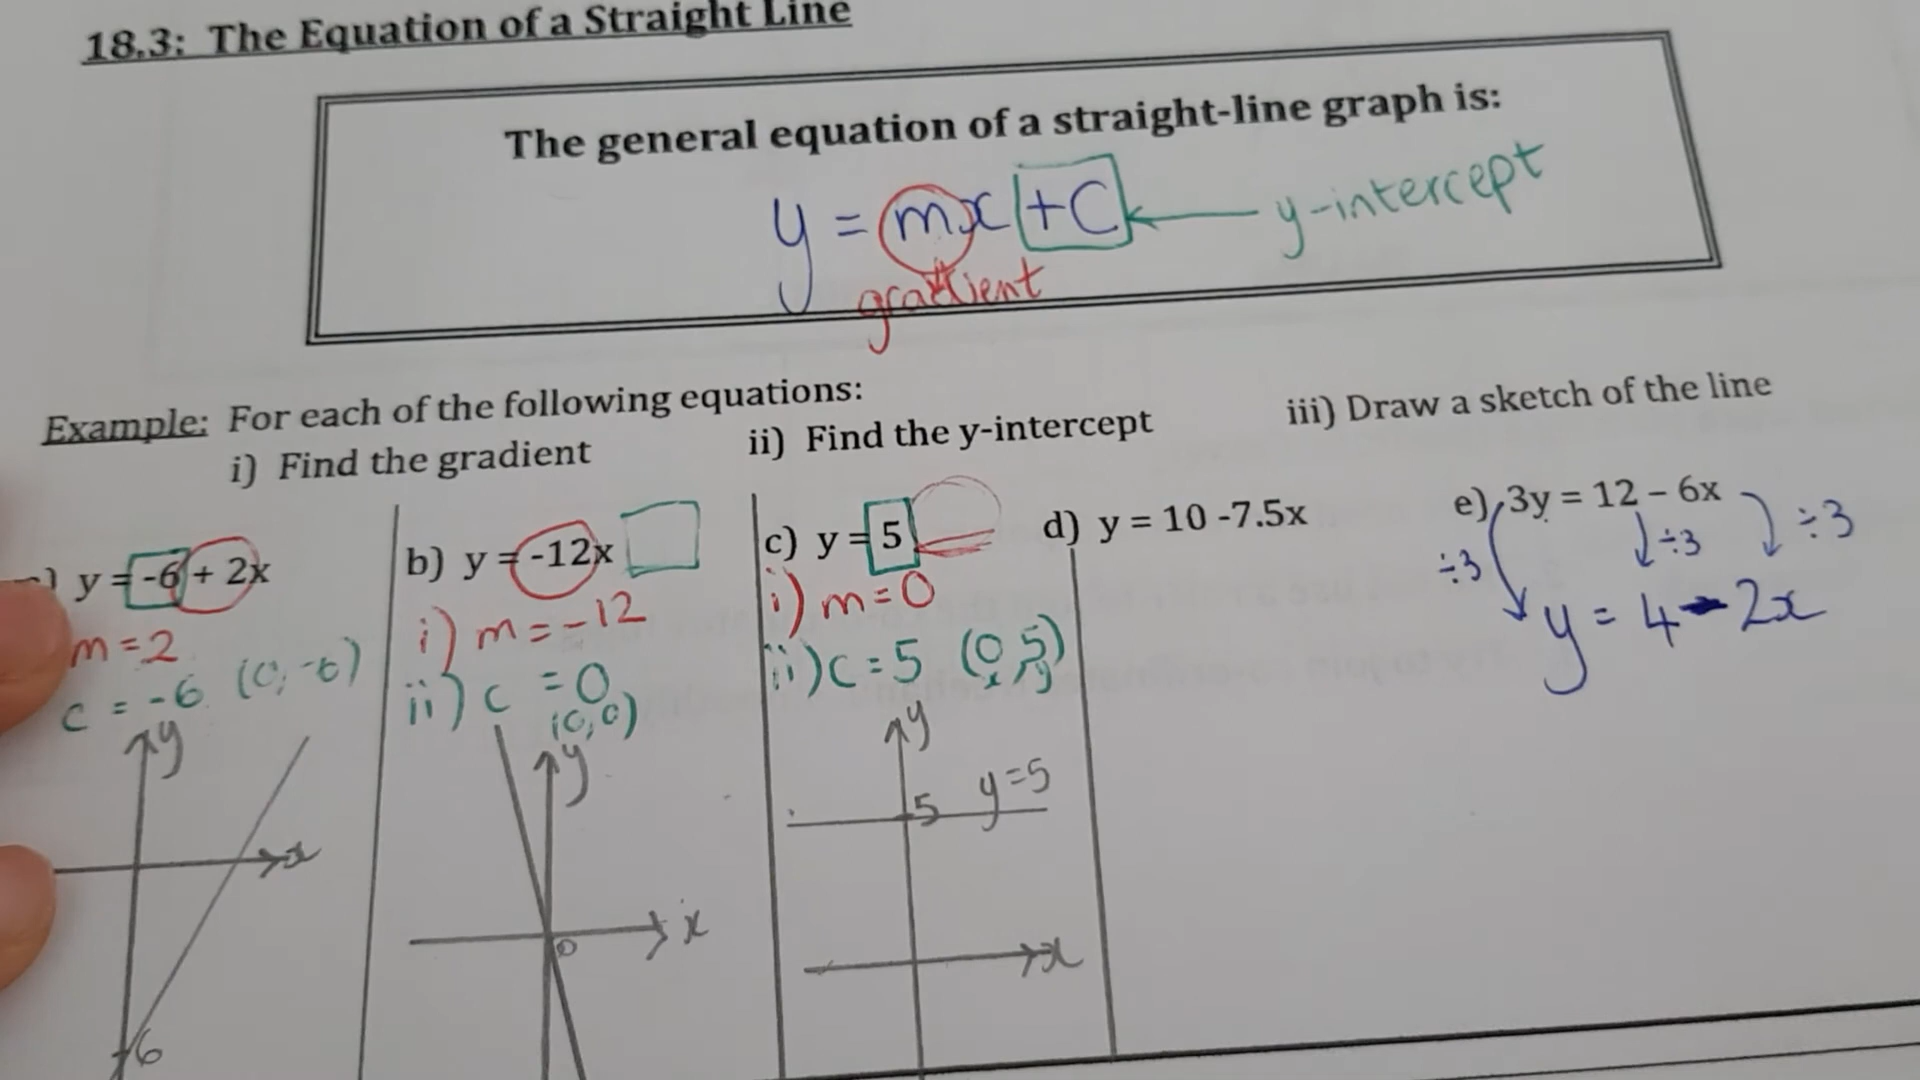 18.3: The Equation of a Straight Line
The general equation of a straight-line graph is:
y = mx + c ← y-intercept
gradient
Example: For each of the following equations:
i) Find the gradient
ii) Find the y-intercept
iii) Draw a sketch of the line
) y = -6 + 2x
m = 2
c = -6 (0, -6)
y
x
-6
b) y = -12x
i) m = -12
ii) c = 0
(0,0)
y
x
0
c) y = 5
i) m = 0
ii) c = 5 (0, 5)
x y
y
5 y = 5
x
d) y = 10 -7.5x
e) 3y = 12 – 6x
÷3 ÷3 ÷3
y = 4 - 2x